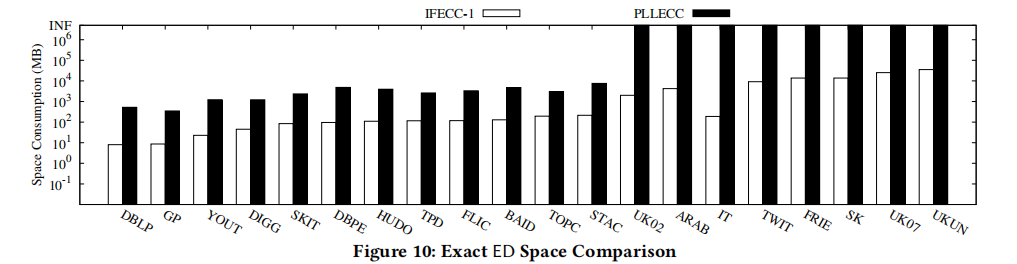 IFECC-1 PLLECC
INF
10^6
10^5
10^4
10^3
10^2
10^1
10^0
10^-1
Space Consumption (MB)
DBLP GP YOUT DIGG SKIT DBPE HUDO TPD FLIC BAID TOPC STAC UK02 ARAB IT TWIT FRIE SK UK07 UKUN
Figure 10: Exact ED Space Comparison